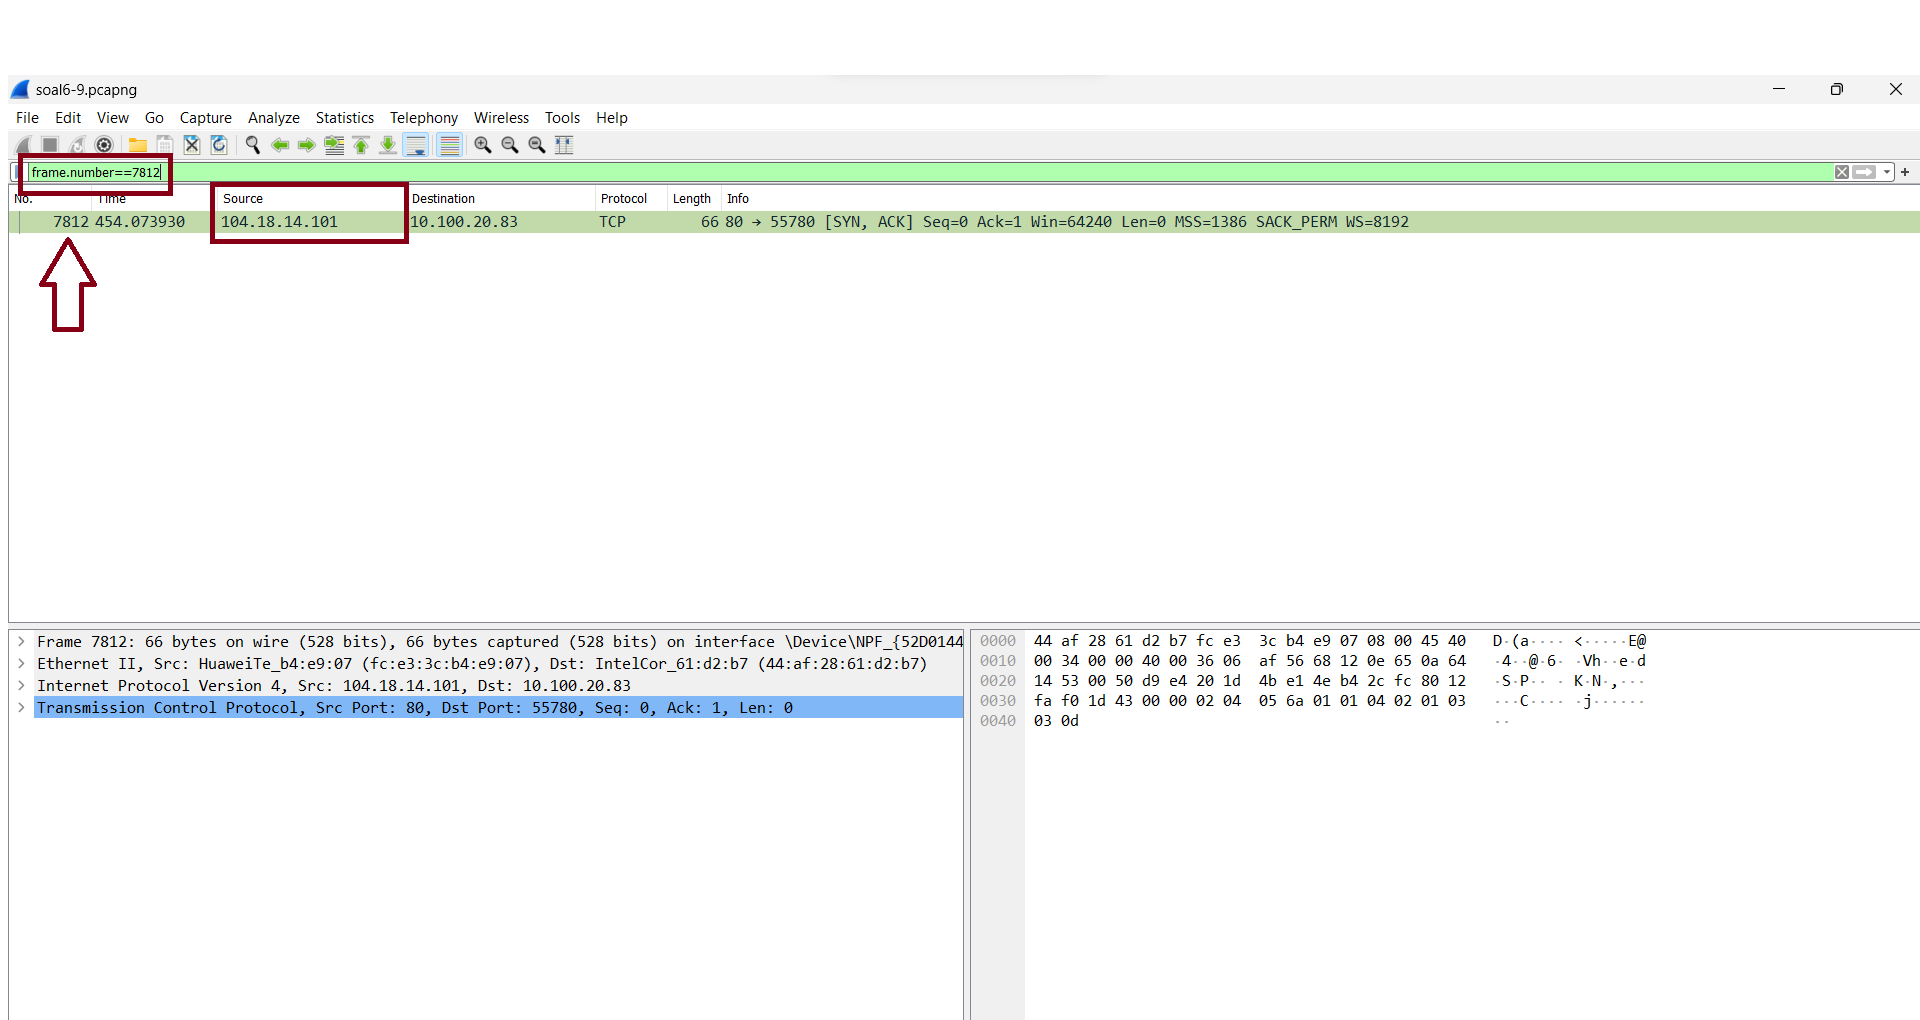 soal6-9.pcapng
File Edit View Go Capture Analyze Statistics Telephony Wireless Tools Help
frame.number==7812
No. Time Source Destination Protocol Length Info
7812 454.073930 104.18.14.101 10.100.20.83 TCP 66 80 → 55780 [SYN, ACK] Seq=0 Ack=1 Win=64240 Len=0 MSS=1386 SACK_PERM WS=8192
Frame 7812: 66 bytes on wire (528 bits), 66 bytes captured (528 bits) on interface \Device\NPF_{52D0144
Ethernet II, Src: HuaweiTe_b4:e9:07 (fc:e3:3c:b4:e9:07), Dst: IntelCor_61:d2:b7 (44:af:28:61:d2:b7)
Internet Protocol Version 4, Src: 104.18.14.101, Dst: 10.100.20.83
Transmission Control Protocol, Src Port: 80, Dst Port: 55780, Seq: 0, Ack: 1, Len: 0
0000 44 af 28 61 d2 b7 fc e3 3c b4 e9 07 08 00 45 40 D·(a···· <·····E@
0010 00 34 00 00 40 00 36 06 af 56 68 12 0e 65 0a 64 ·4··@·6· ·Vh··e·d
0020 14 53 00 50 d9 e4 20 1d 4b e1 4e b4 2c fc 80 12 ·S·P·· · K·N·,···
0030 fa f0 1d 43 00 00 02 04 05 6a 01 01 04 02 01 03 ···C···· ·j······
0040 03 0d ··